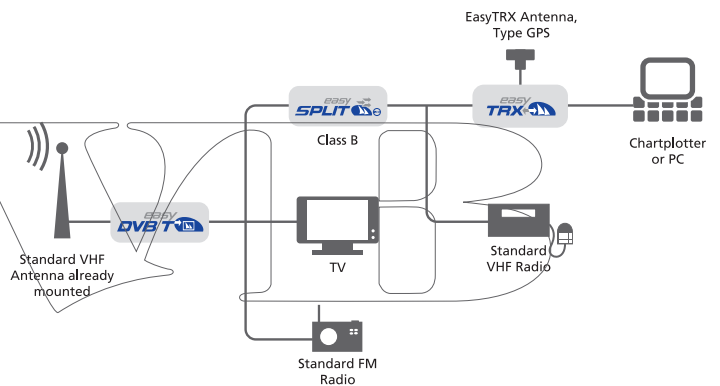 EasyTRX Antenna,
Type GPS
easy
SPLIT
Class B
easy
TRX
Chartplotter
or PC
easy
DVBT
Standard VHF
Antenna already
mounted
TV
Standard
VHF Radio
Standard FM
Radio